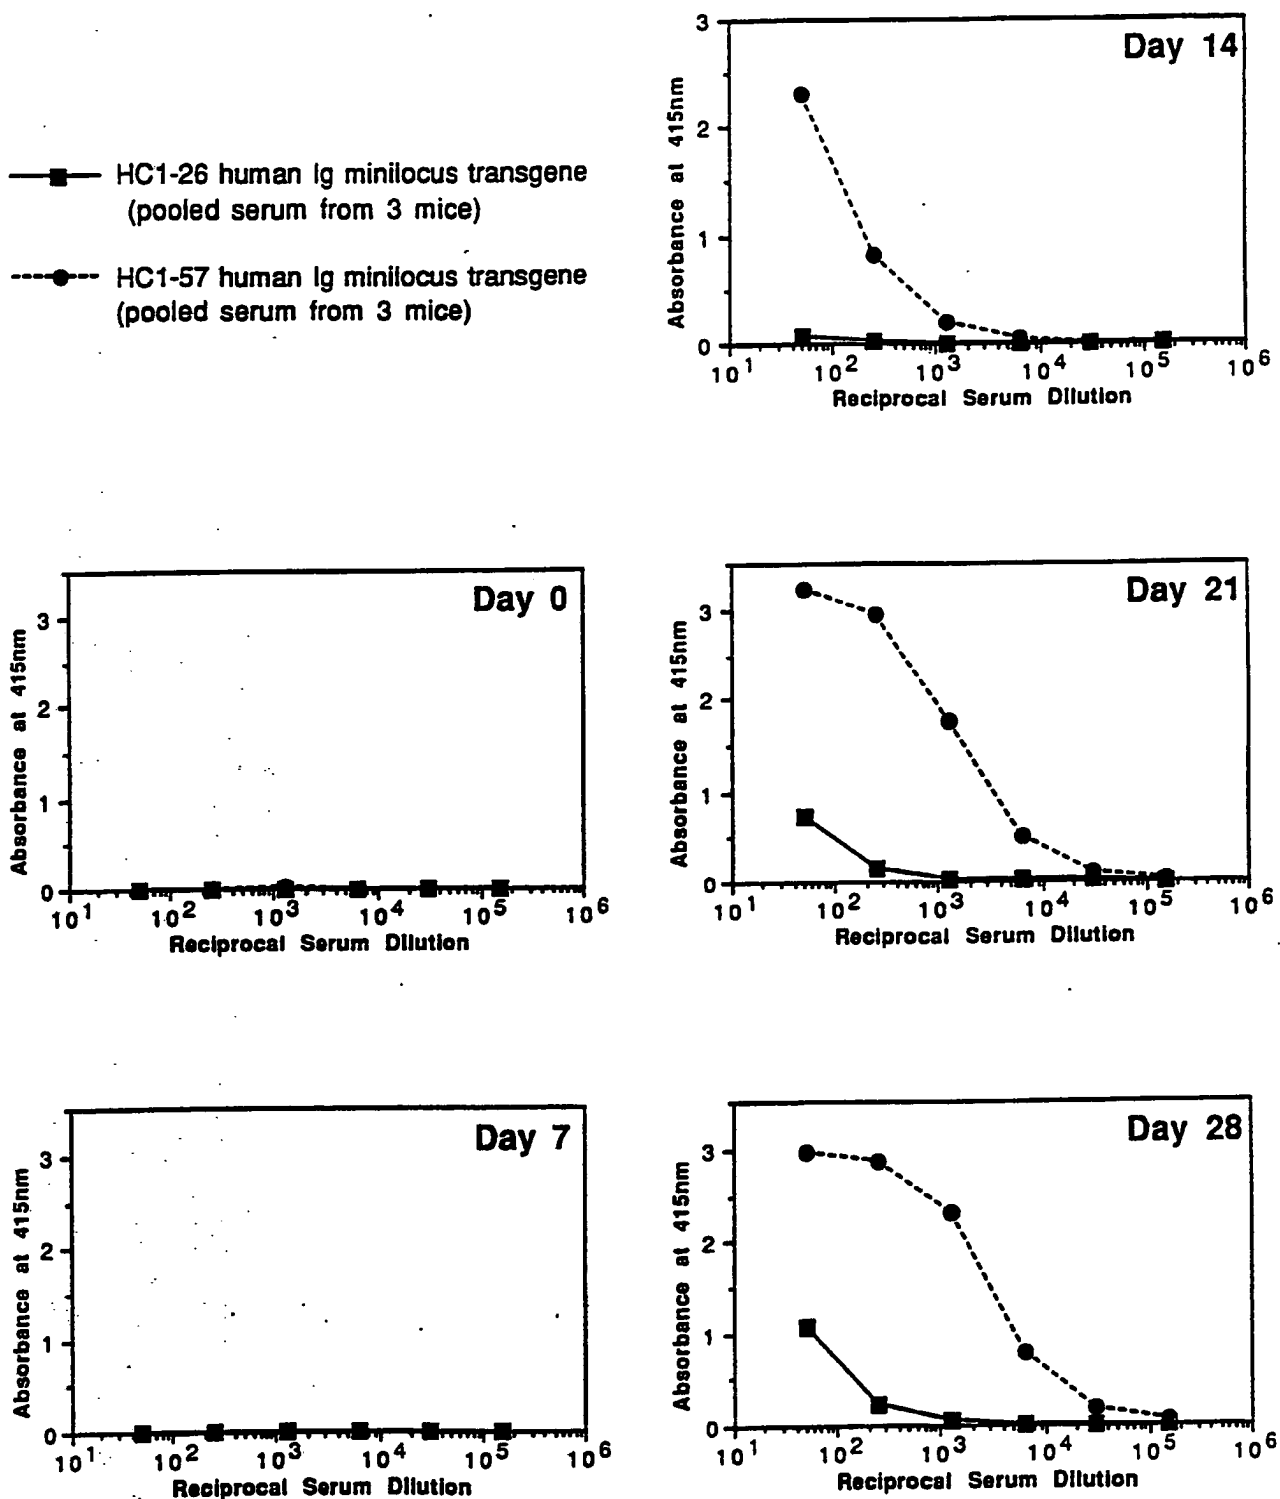 HC1-26 human Ig minilocus transgene
(pooled serum from 3 mice)
HC1-57 human Ig minilocus transgene
(pooled serum from 3 mice)
Day 14
Absorbance at 415nm
3
2
1
0
10^1 10^2 10^3 10^4 10^5 10^6
Reciprocal Serum Dilution
Day 0
Absorbance at 415nm
3
2
1
0
10^1 10^2 10^3 10^4 10^5 10^6
Reciprocal Serum Dilution
Day 21
Absorbance at 415nm
3
2
1
0
10^1 10^2 10^3 10^4 10^5 10^6
Reciprocal Serum Dilution
Day 7
Absorbance at 415nm
3
2
1
0
10^1 10^2 10^3 10^4 10^5 10^6
Reciprocal Serum Dilution
Day 28
Absorbance at 415nm
3
2
1
0
10^1 10^2 10^3 10^4 10^5 10^6
Reciprocal Serum Dilution